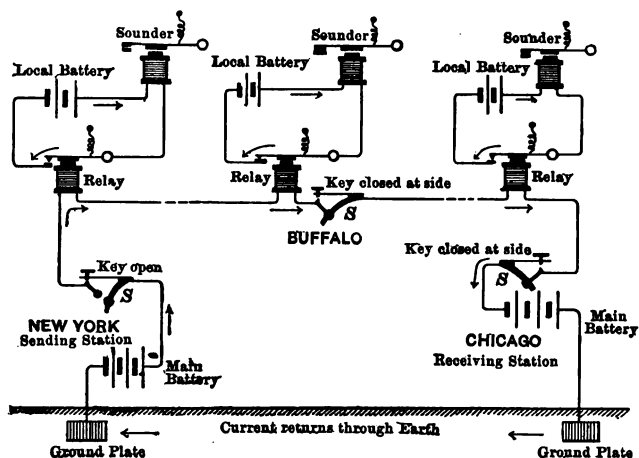 Sounder
Sounder
Sounder
Local Battery
Local Battery
Local Battery
Relay
Relay
Relay
Key closed at side
S
BUFFALO
Key open
S
Key closed at side
S
NEW YORK
Sending Station
Main
Battery
CHICAGO
Receiving Station
Main
Battery
Current returns through Earth
Ground Plate
Ground Plate